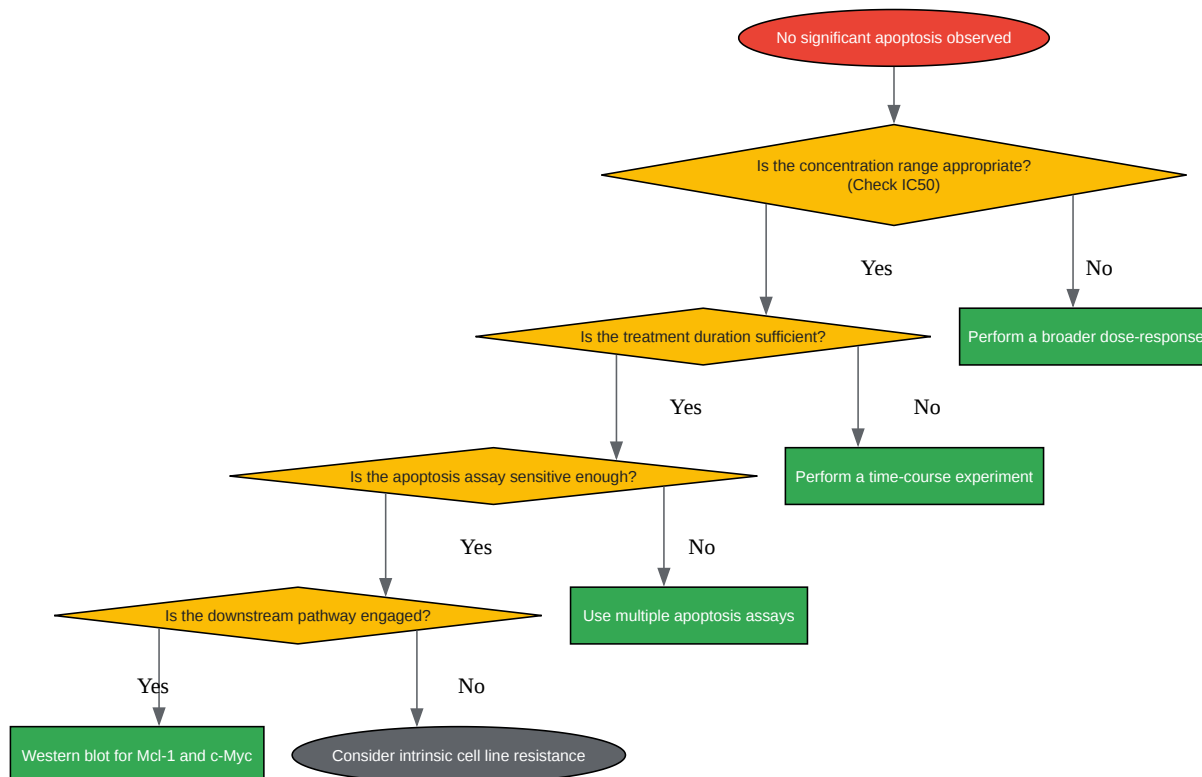 No significant apoptosis observed
Is the concentration range appropriate?
(Check IC50)
Yes
No
Is the treatment duration sufficient?
Perform a broader dose-response
Yes
No
Is the apoptosis assay sensitive enough?
Perform a time-course experiment
Yes
No
Is the downstream pathway engaged?
Use multiple apoptosis assays
Yes
No
Western blot for Mcl-1 and c-Myc
Consider intrinsic cell line resistance